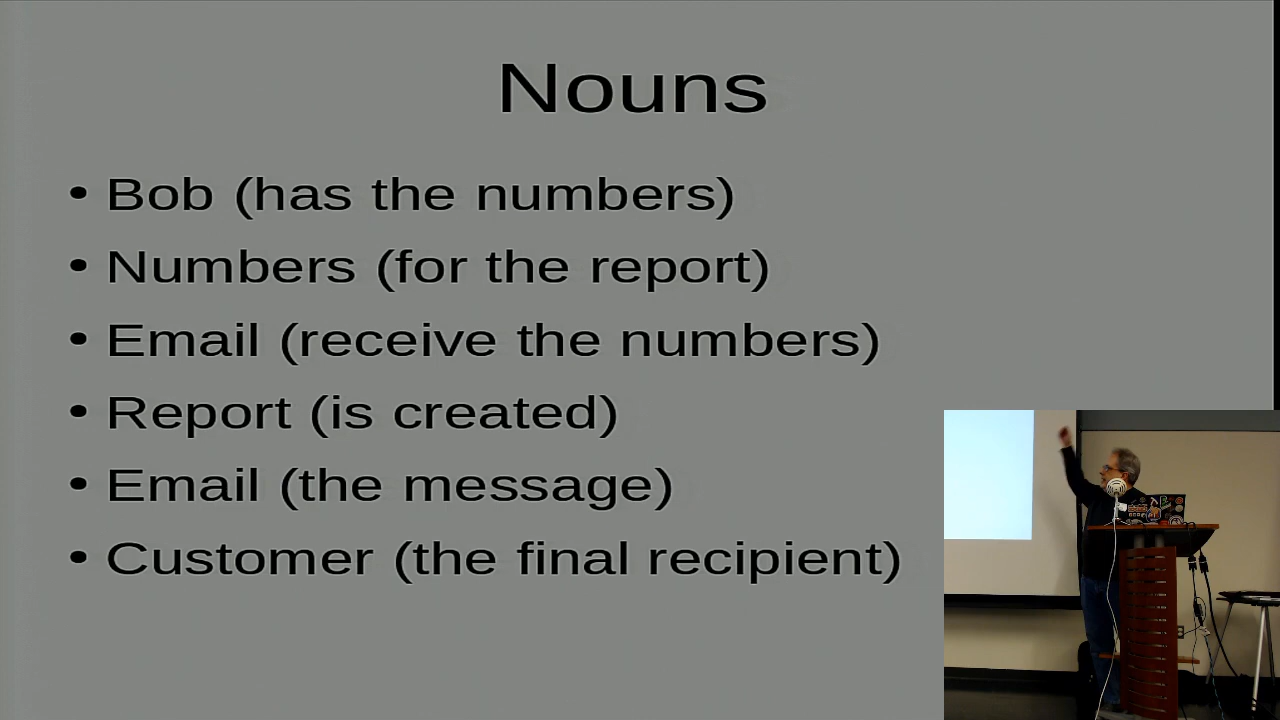 Nouns
• Bob (has the numbers)
• Numbers (for the report)
• Email (receive the numbers)
• Report (is created)
• Email (the message)
• Customer (the final recipient)